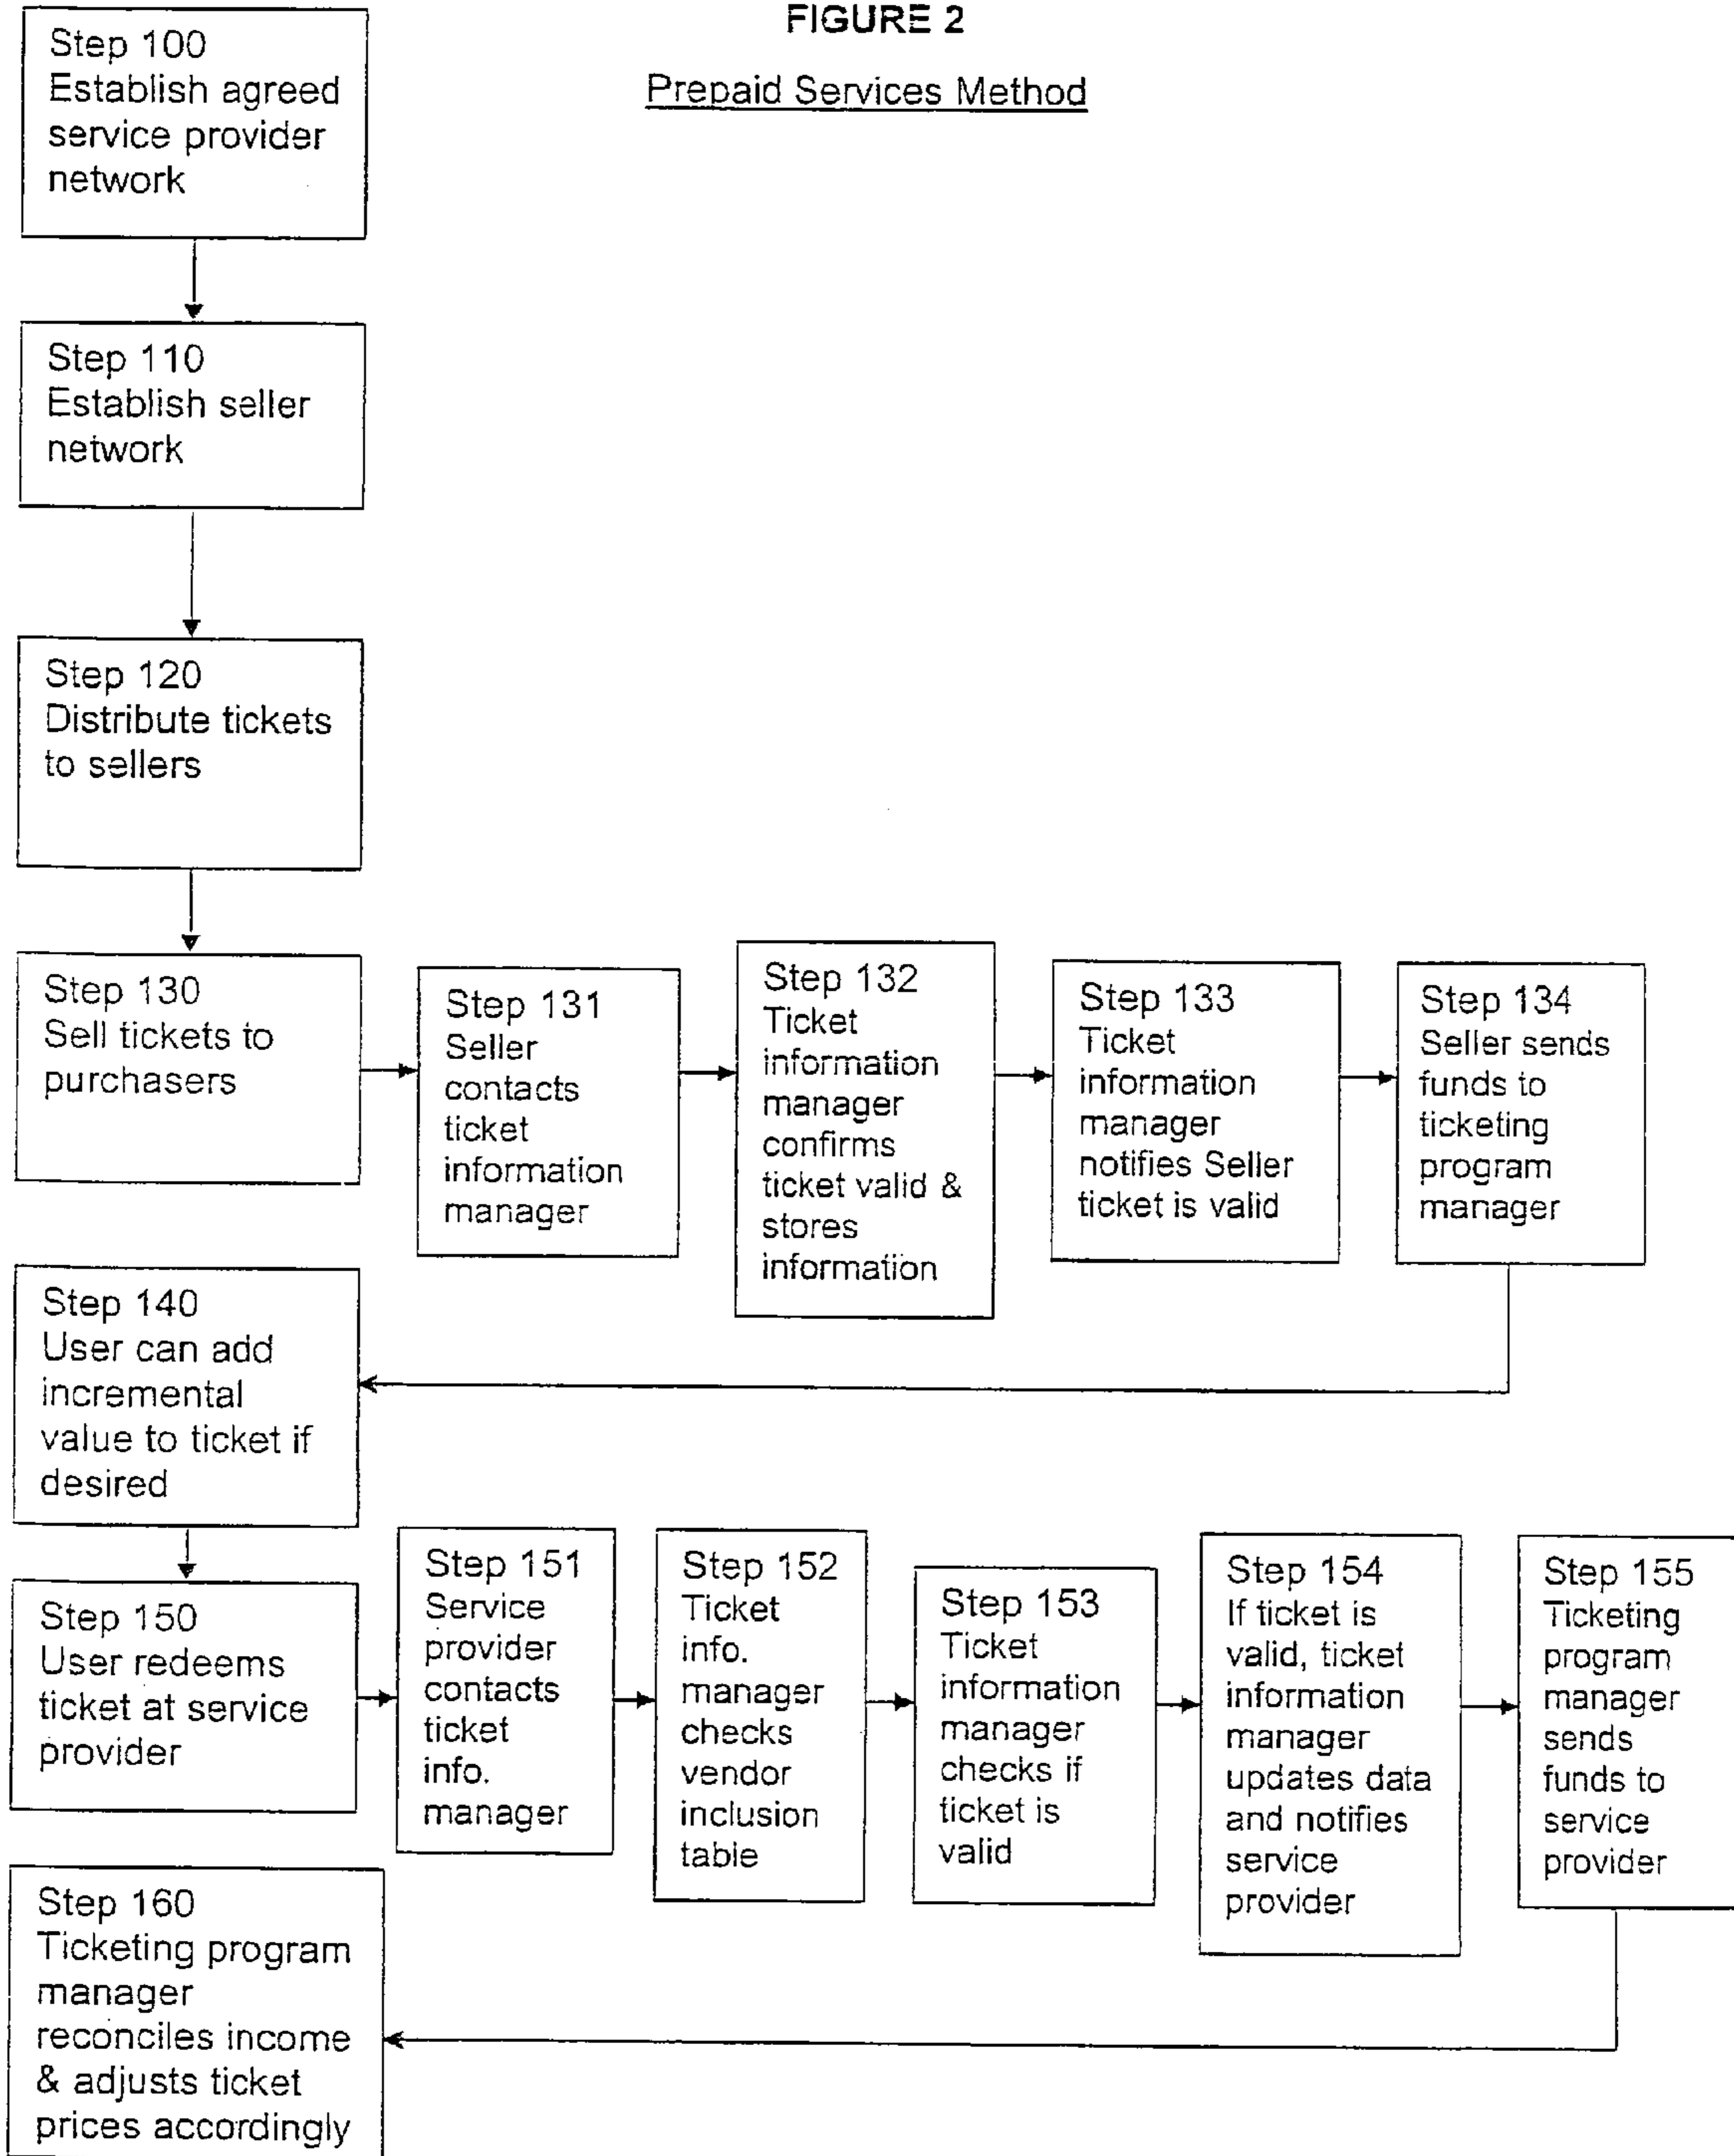 FIGURE 2
Prepaid Services Method
Step 100
Establish agreed
service provider
network
Step 110
Establish seller
network
Step 120
Distribute tickets
to sellers
Step 130
Sell tickets to
purchasers
Step 131
Seller
contacts
ticket
information
manager
Step 132
Ticket
information
manager
confirms
ticket valid &
stores
information
Step 133
Ticket
information
manager
notifies Seller
ticket is valid
Step 134
Seller sends
funds to
ticketing
program
manager
Step 140
User can add
incremental
value to ticket if
desired
Step 150
User redeems
ticket at service
provider
Step 151
Service
provider
contacts
ticket
info.
manager
Step 152
Ticket
info.
manager
checks
vendor
inclusion
table
Step 153
Ticket
information
manager
checks if
ticket is
valid
Step 154
If ticket is
valid, ticket
information
manager
updates data
and notifies
service
provider
Step 155
Ticketing
program
manager
sends
funds to
service
provider
Step 160
Ticketing program
manager
reconciles income
& adjusts ticket
prices accordingly